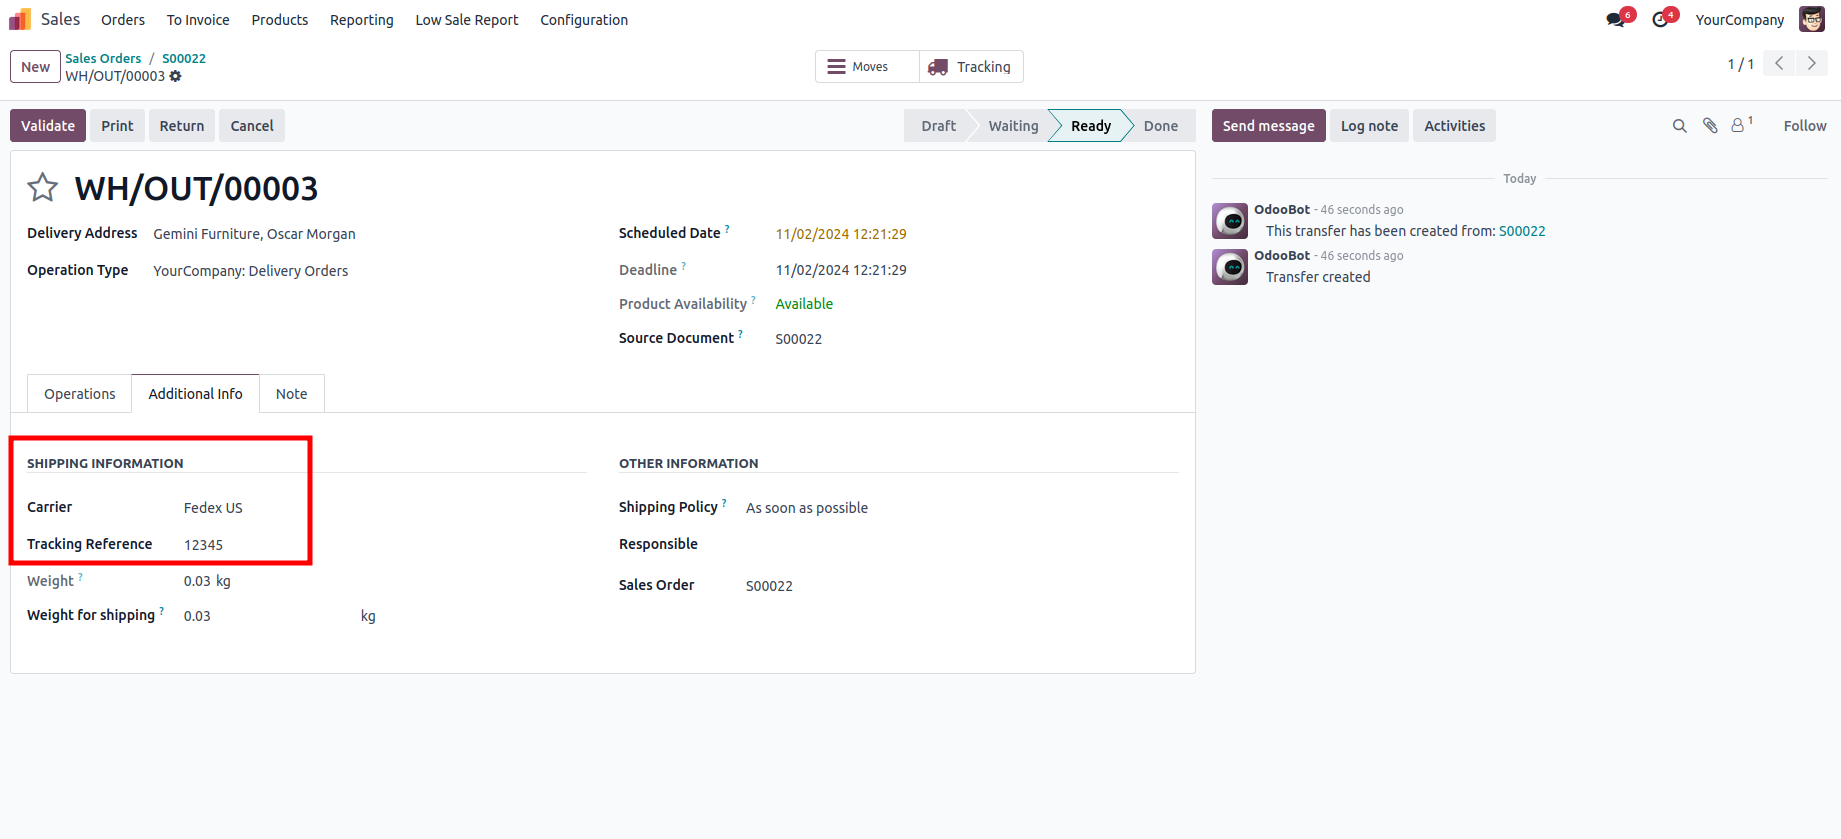 Sales Orders To Invoice Products Reporting Low Sale Report Configuration 6 4 YourCompany
New Sales Orders / S00022
WH/OUT/00003
Moves Tracking 1 / 1
Validate Print Return Cancel Draft Waiting Ready Done Send message Log note Activities 1 Follow
WH/OUT/00003
Delivery Address Gemini Furniture, Oscar Morgan
Operation Type YourCompany: Delivery Orders
Scheduled Date ? 11/02/2024 12:21:29
Deadline ? 11/02/2024 12:21:29
Product Availability ? Available
Source Document ? S00022
Operations Additional Info Note
SHIPPING INFORMATION
Carrier Fedex US
Tracking Reference 12345
Weight ? 0.03 kg
Weight for shipping ? 0.03 kg
OTHER INFORMATION
Shipping Policy ? As soon as possible
Responsible
Sales Order S00022
Today
OdooBot - 46 seconds ago
This transfer has been created from: S00022
OdooBot - 46 seconds ago
Transfer created